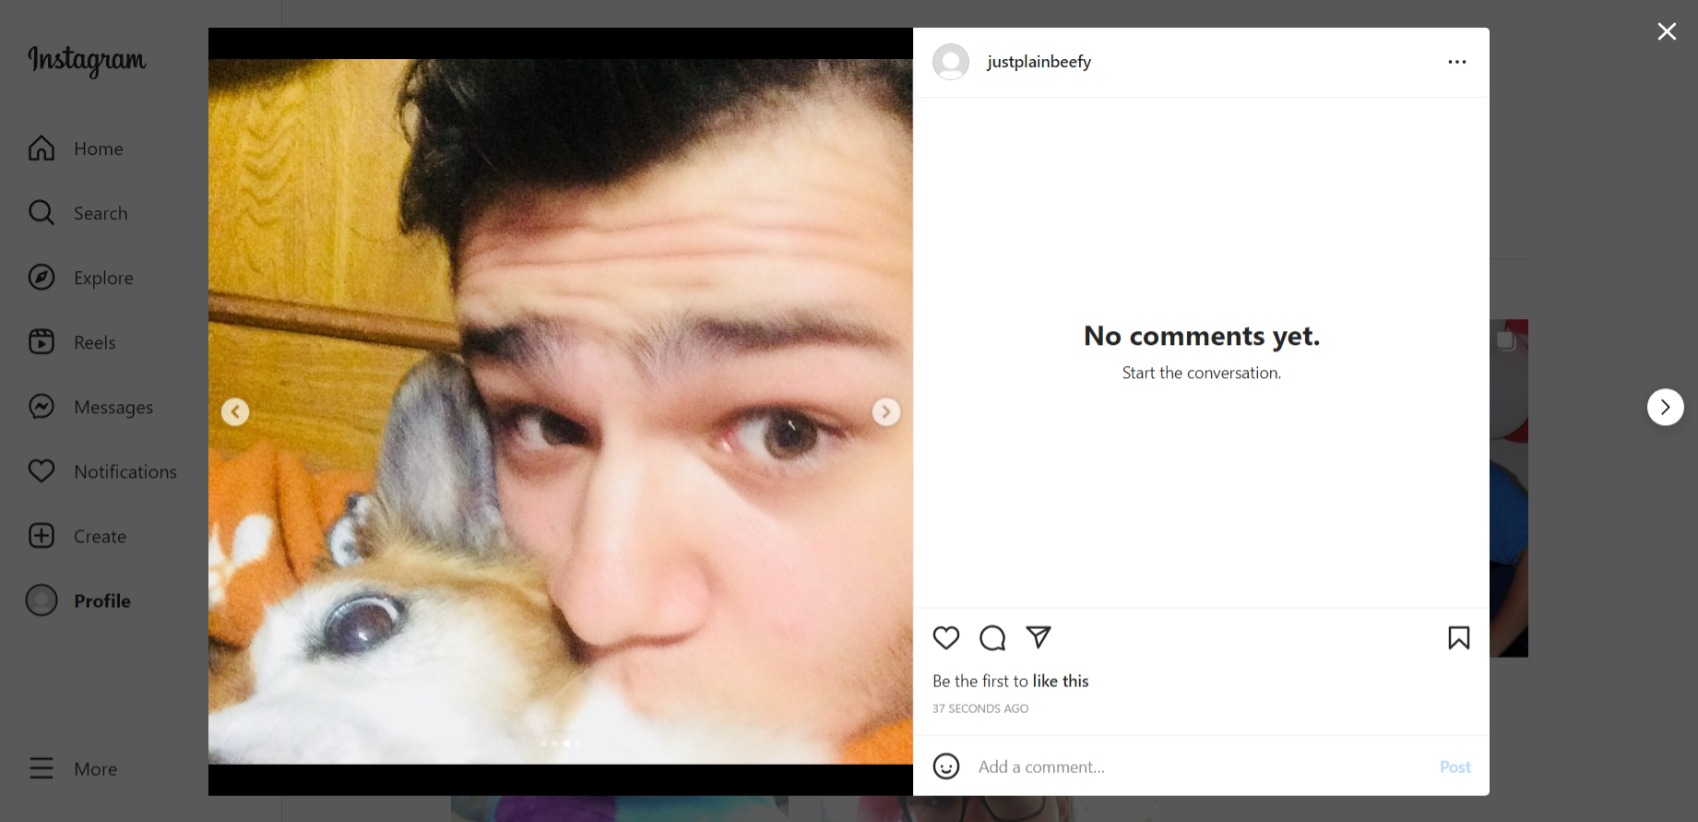 Instagram
Home
Search
Explore
Reels
Messages
Notifications
Create
Profile
More
justplainbeefy
No comments yet.
Start the conversation.
Be the first to like this
37 SECONDS AGO
Add a comment...
Post